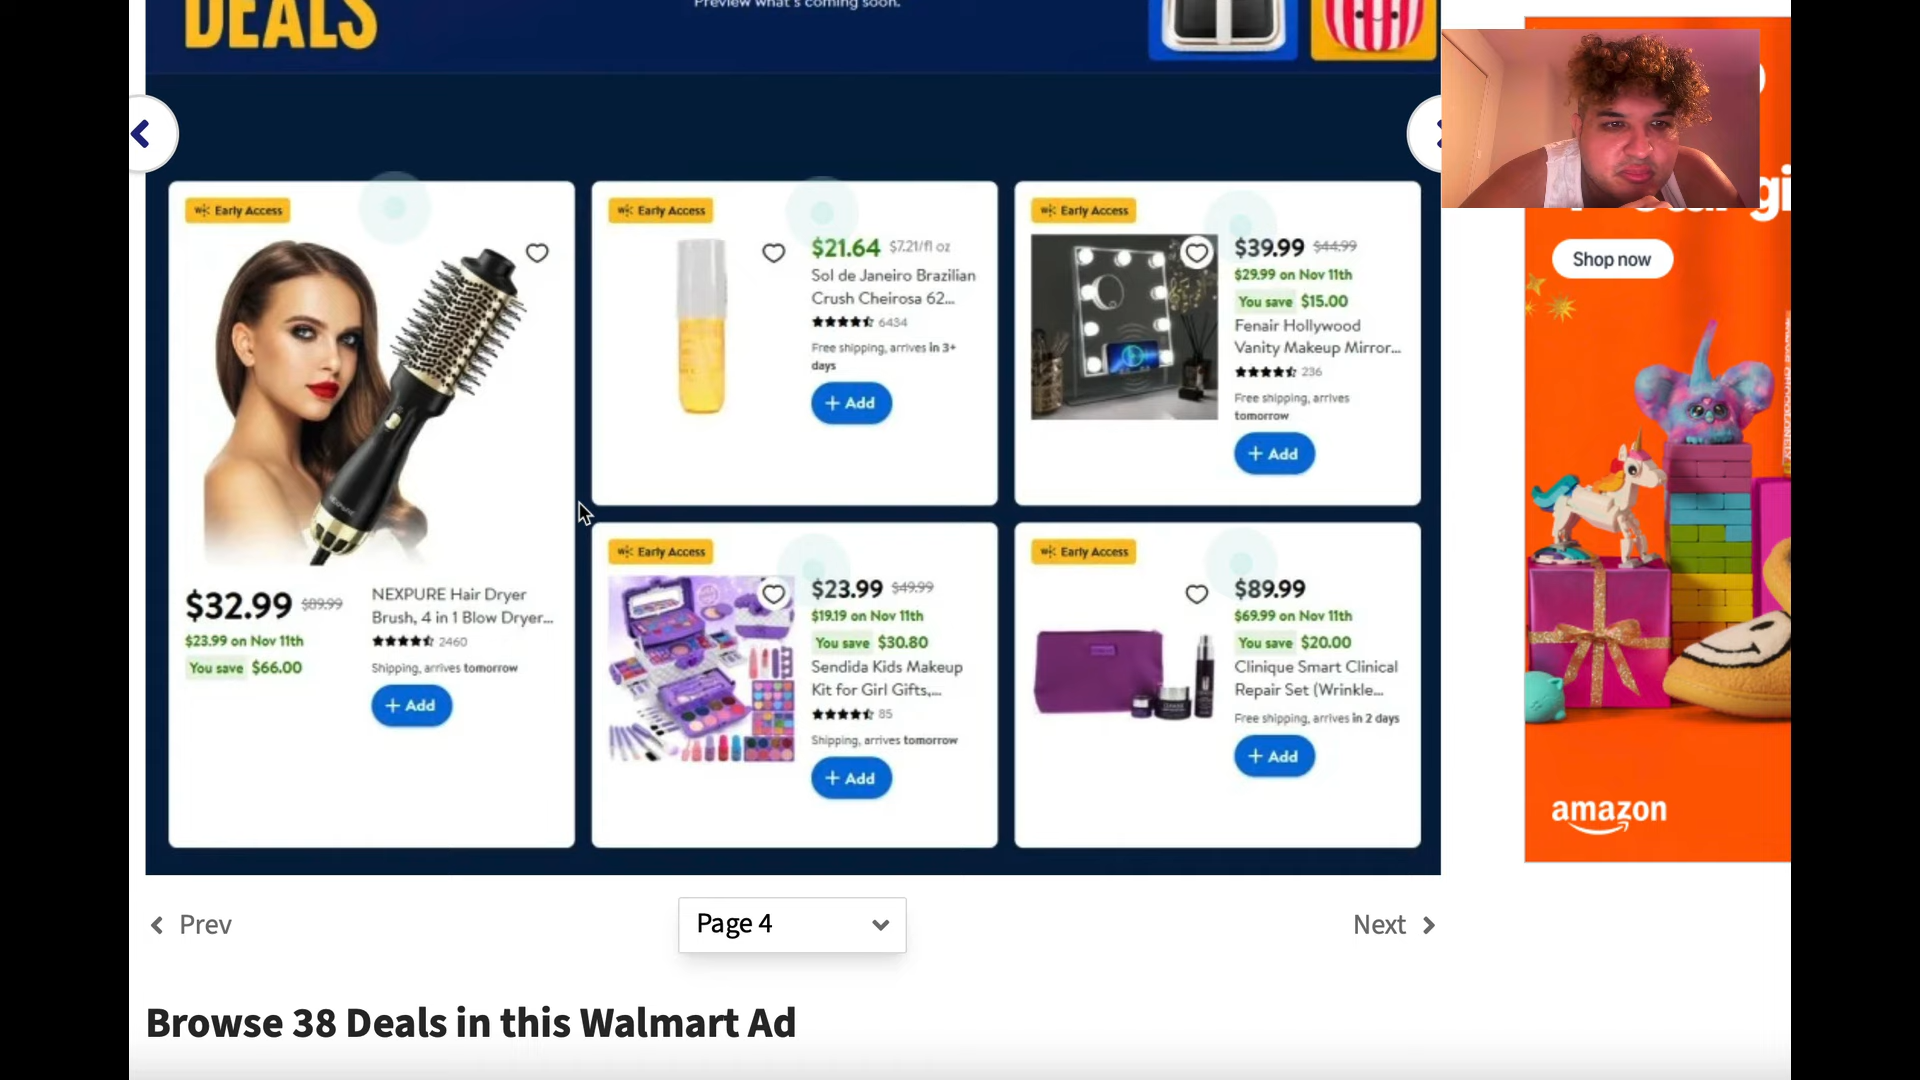 DEALS
Preview what's coming soon.
Early Access
$32.99 $89.99
$23.99 on Nov 11th
You save $66.00
NEXPURE Hair Dryer
Brush, 4 in 1 Blow Dryer...
2460
Shipping, arrives tomorrow
+ Add
Early Access
$21.64 $7.21/fl oz
Sol de Janeiro Brazilian
Crush Cheirosa 62...
6434
Free shipping, arrives in 3+
days
+ Add
Early Access
$39.99 $44.99
$29.99 on Nov 11th
You save $15.00
Fenair Hollywood
Vanity Makeup Mirror...
236
Free shipping, arrives
tomorrow
+ Add
Early Access
$23.99 $49.99
$19.19 on Nov 11th
You save $30.80
Sendida Kids Makeup
Kit for Girl Gifts,...
85
Shipping, arrives tomorrow
+ Add
Early Access
$89.99
$69.99 on Nov 11th
You save $20.00
Clinique Smart Clinical
Repair Set (Wrinkle...
Free shipping, arrives in 2 days
+ Add
Shop now
amazon
Prev
Page 4
Next
Browse 38 Deals in this Walmart Ad